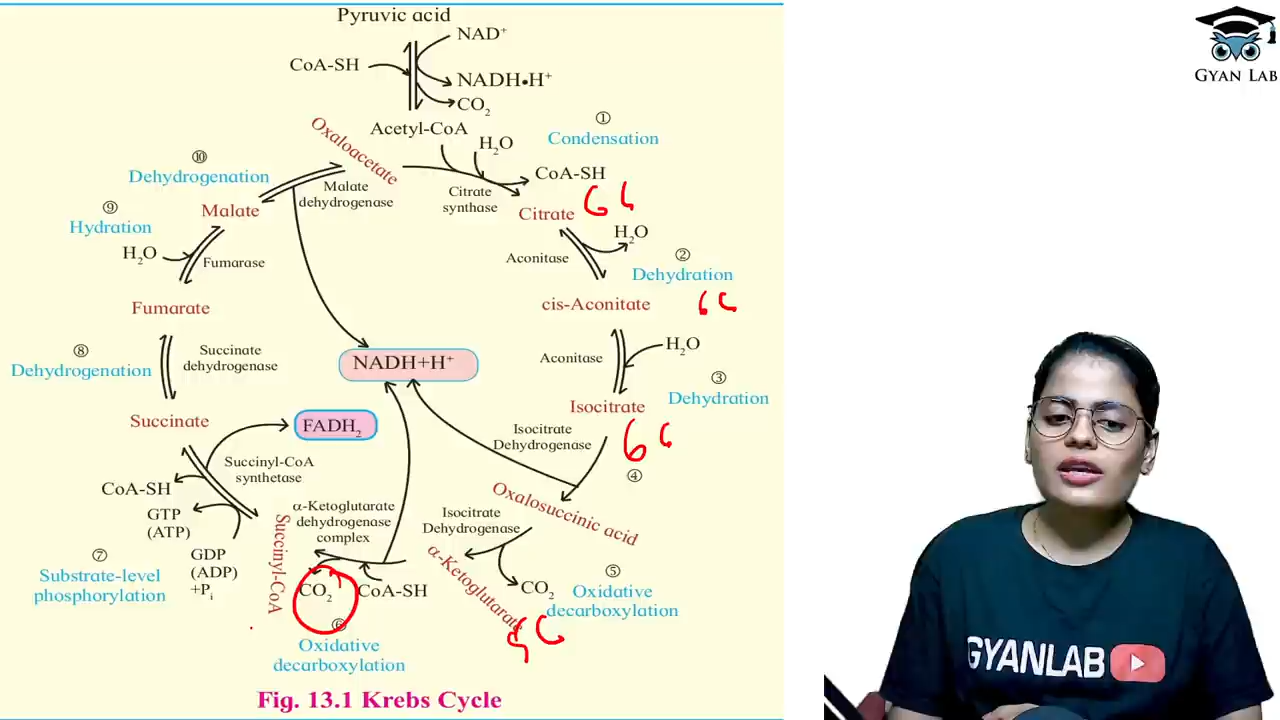 Pyruvic acid
NAD⁺
CoA-SH
NADH•H⁺
CO₂
Acetyl-CoA
H₂O
①
Condensation
CoA-SH
Citrate
synthase
Oxaloacetate
Citrate
6C
H₂O
Aconitase
②
Dehydration
cis-Aconitate
6C
Aconitase
H₂O
③
Dehydration
Isocitrate
6C
Isocitrate
Dehydrogenase
④
Oxalosuccinic acid
Isocitrate
Dehydrogenase
CO₂
⑤
Oxidative
decarboxylation
α-Ketoglutarate
5C
α-Ketoglutarate
dehydrogenase
complex
CO₂
CoA-SH
⑥
Oxidative
decarboxylation
Succinyl-CoA
Succinyl-CoA
synthetase
CoA-SH
GTP
(ATP)
GDP
(ADP)
+Pᵢ
⑦
Substrate-level
phosphorylation
FADH₂
Succinate
Succinate
dehydrogenase
⑧
Dehydrogenation
Fumarate
Fumarase
H₂O
⑨
Hydration
Malate
Malate
dehydrogenase
⑩
Dehydrogenation
NADH+H⁺
Fig. 13.1 Krebs Cycle
GYAN LAB
GYANLAB